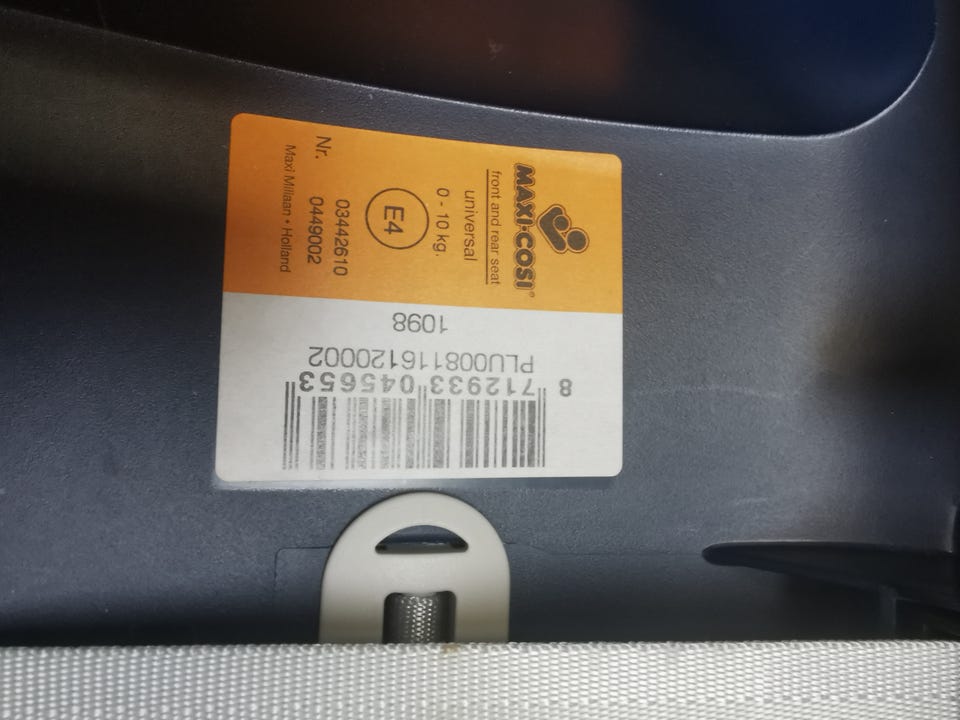 MAXI-COSI®
front and rear seat
universal
0 - 10 kg.
E4
03442610
Nr. 0449002
Maxi Miliaan • Holland
1098
PLU008116120002
8 712933 045653